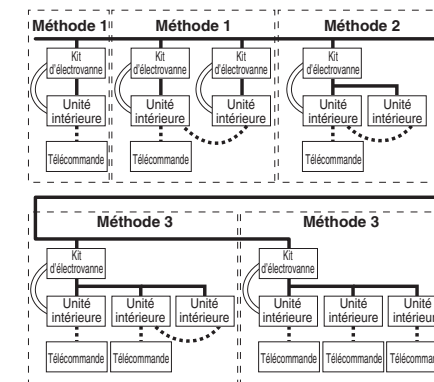 Méthode 1
Méthode 1
Méthode 2
Kit
d'électrovanne
Kit
d'électrovanne
Kit
d'électrovanne
Kit
d'électrovanne
Unité
intérieure
Unité
intérieure
Unité
intérieure
Unité
intérieure
Unité
intérieure
Télécommande
Télécommande
Télécommande
Méthode 3
Méthode 3
Kit
d'électrovanne
Kit
d'électrovanne
Unité
intérieure
Unité
intérieure
Unité
intérieure
Unité
intérieure
Unité
intérieure
Unité
intérieur
Télécommande
Télécommande
Télécommande
Télécommande
Télécomman